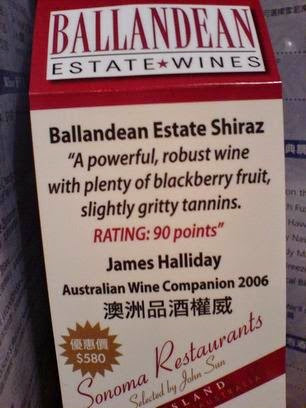 BALLANDEAN
ESTATE★WINES
Ballandean Estate Shiraz
"A powerful, robust wine
with plenty of blackberry fruit,
slightly gritty tannins.
RATING: 90 points"
James Halliday
Australian Wine Companion 2006
澳洲品酒權威
優惠價
$580
Sonoma Restaurants
Selected by John Sun